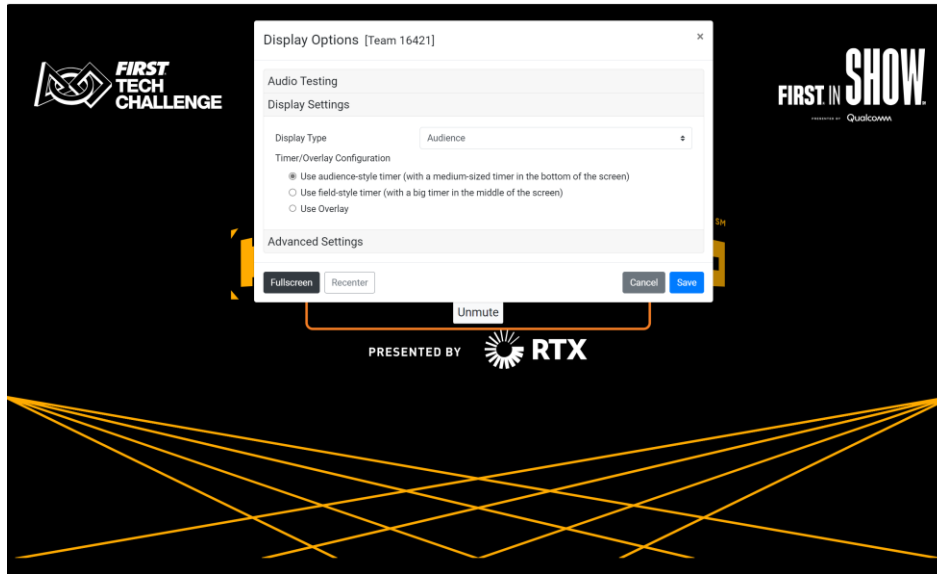 FIRST
TECH
CHALLENGE
FIRST IN SHOW
PRESENTED BY Qualcomm
Display Options [Team 16421]
×
Audio Testing
Display Settings
Display Type Audience
Timer/Overlay Configuration
Use audience-style timer (with a medium-sized timer in the bottom of the screen)
Use field-style timer (with a big timer in the middle of the screen)
Use Overlay
Advanced Settings
Fullscreen Recenter Cancel Save
SM
Unmute
PRESENTED BY RTX